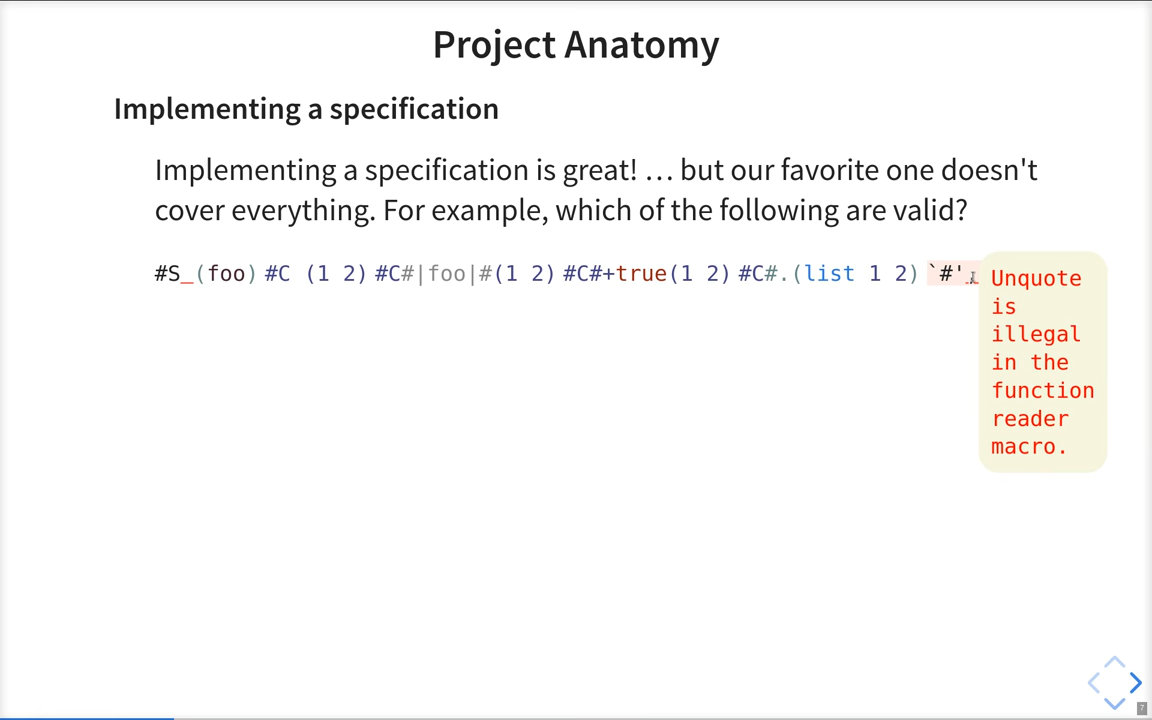 Project Anatomy
Implementing a specification
Implementing a specification is great! … but our favorite one doesn't
cover everything. For example, which of the following are valid?
#S_(foo) #C (1 2) #C#|foo|#(1 2) #C#+true(1 2) #C#.(list 1 2) `#',
Unquote
is
illegal
in the
function
reader
macro.
7